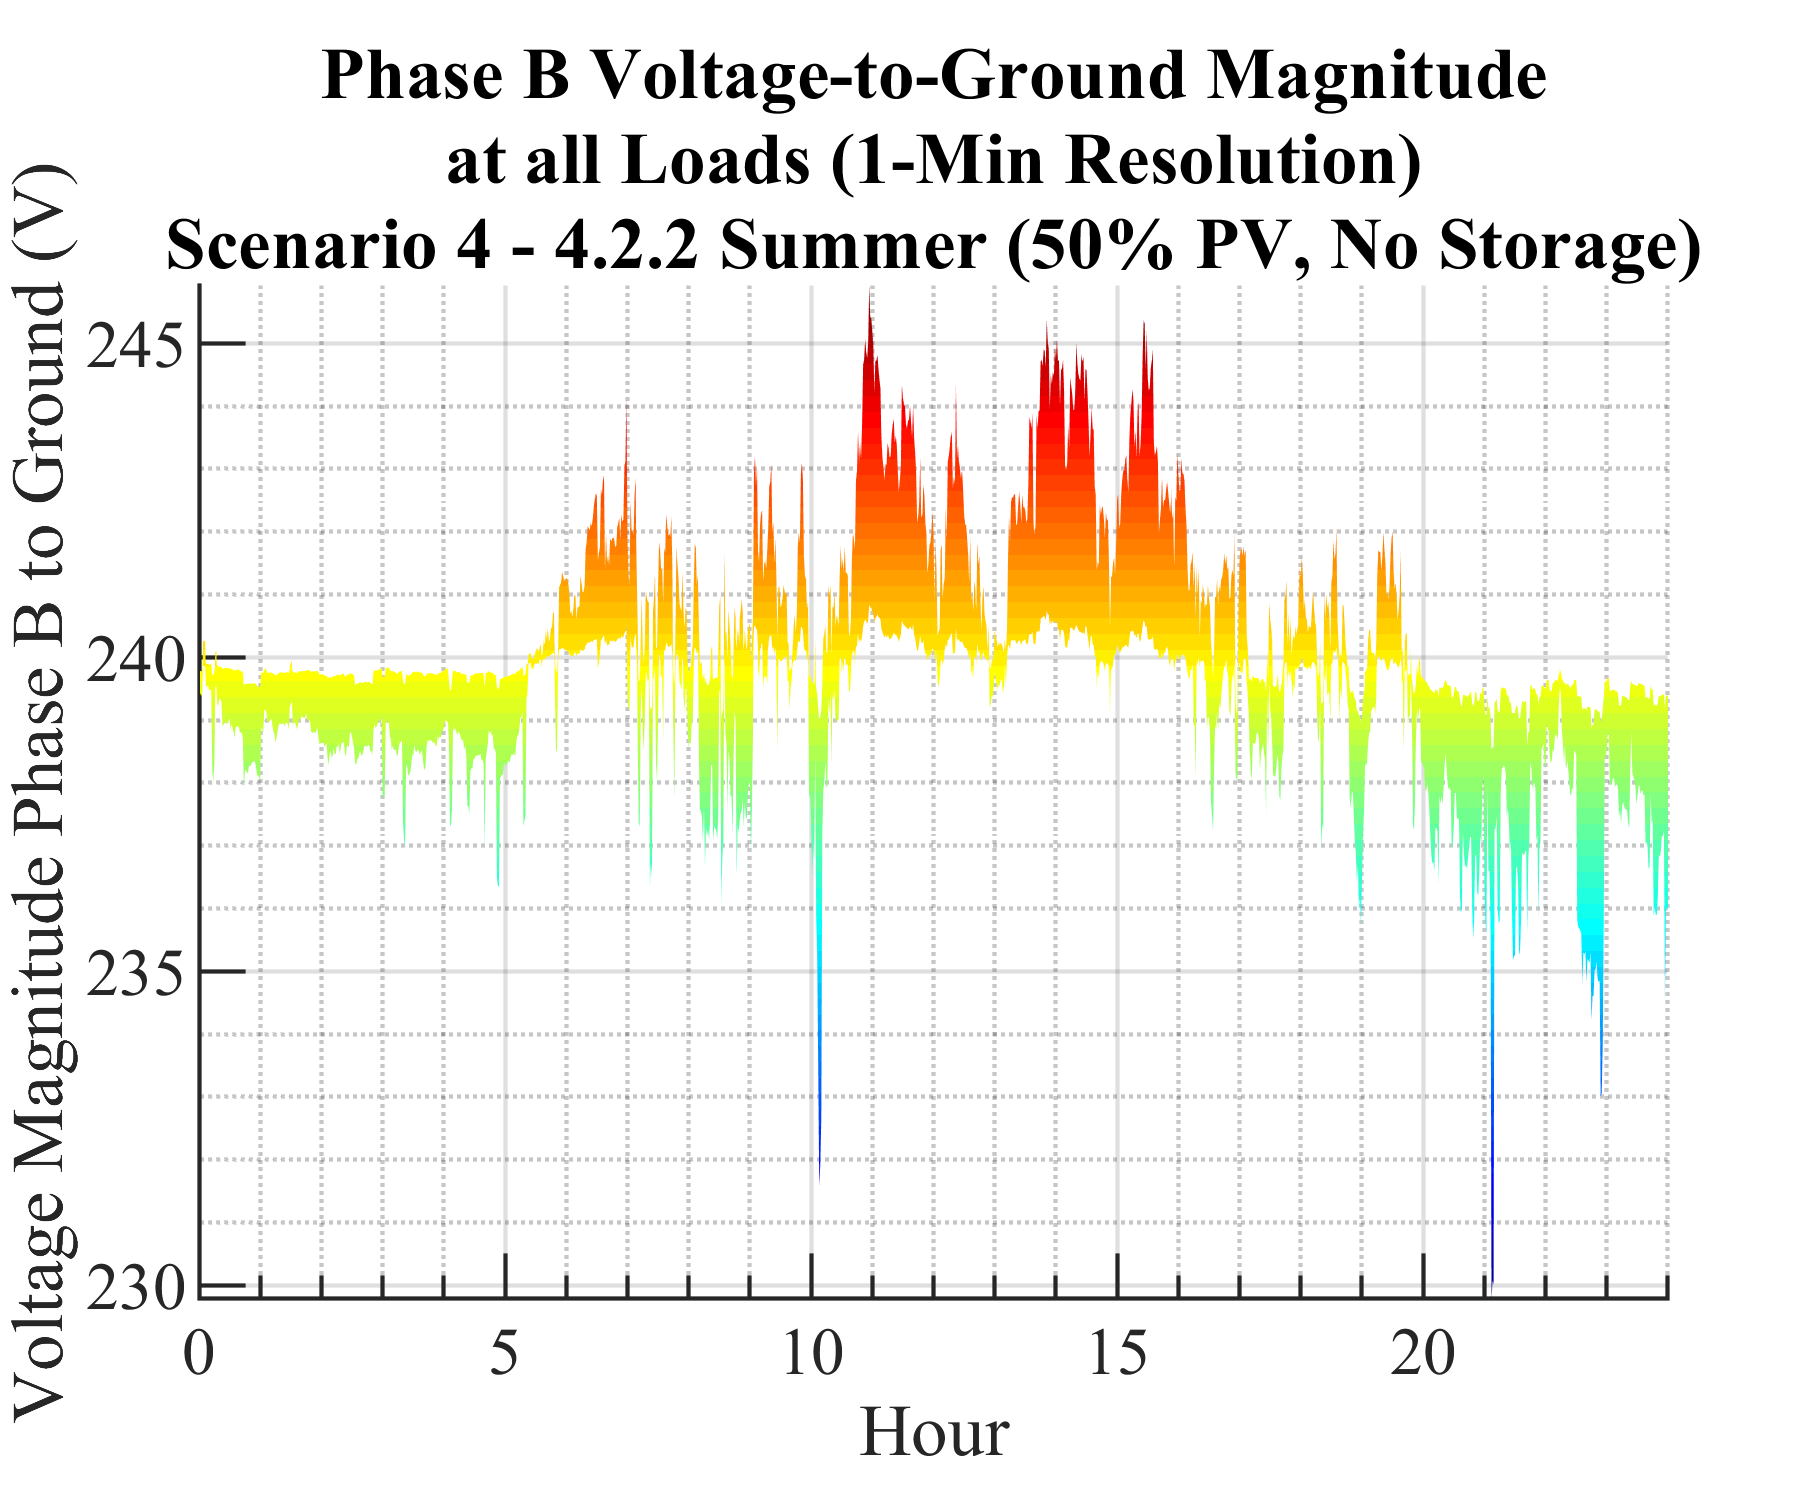 Phase B Voltage-to-Ground Magnitude
at all Loads (1-Min Resolution)
Scenario 4 - 4.2.2 Summer (50% PV, No Storage)
Voltage Magnitude Phase B to Ground (V)
245
240
235
230
0 5 10 15 20
Hour